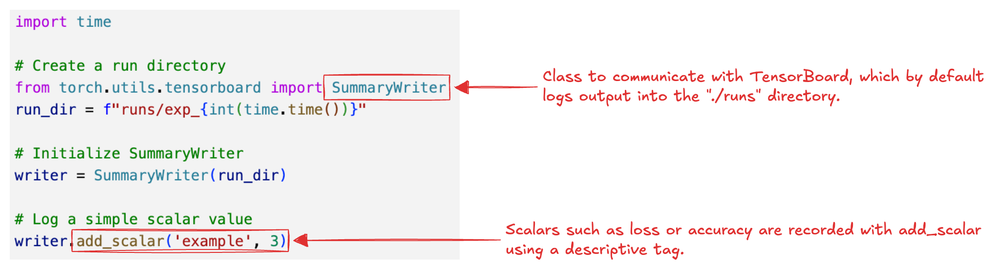 import time
# Create a run directory
from torch.utils.tensorboard import SummaryWriter
run_dir = f"runs/exp_{int(time.time())}"
# Initialize SummaryWriter
writer = SummaryWriter(run_dir)
# Log a simple scalar value
writer.add_scalar('example', 3)
Class to communicate with TensorBoard, which by default
logs output into the "./runs" directory.
Scalars such as loss or accuracy are recorded with add_scalar
using a descriptive tag.